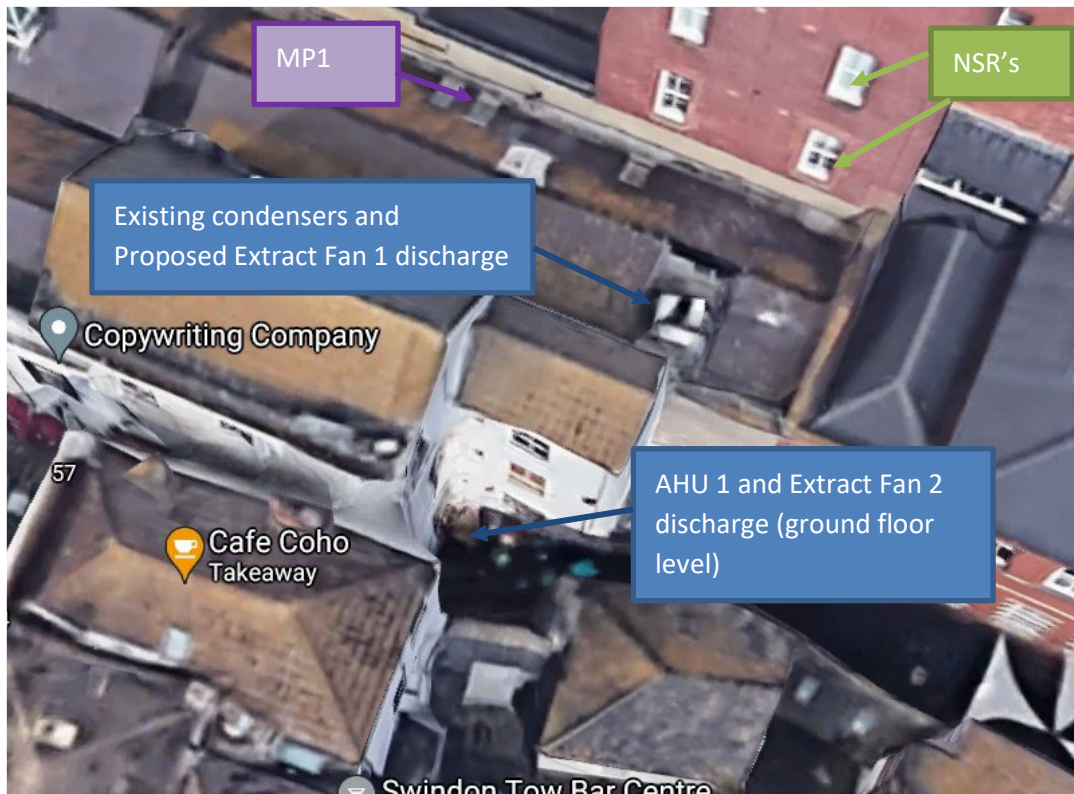 MP1
NSR's
Existing condensers and
Proposed Extract Fan 1 discharge
Copywriting Company
57
AHU 1 and Extract Fan 2
discharge (ground floor
level)
Cafe Coho
Takeaway
Swindon Tow Bar Centre